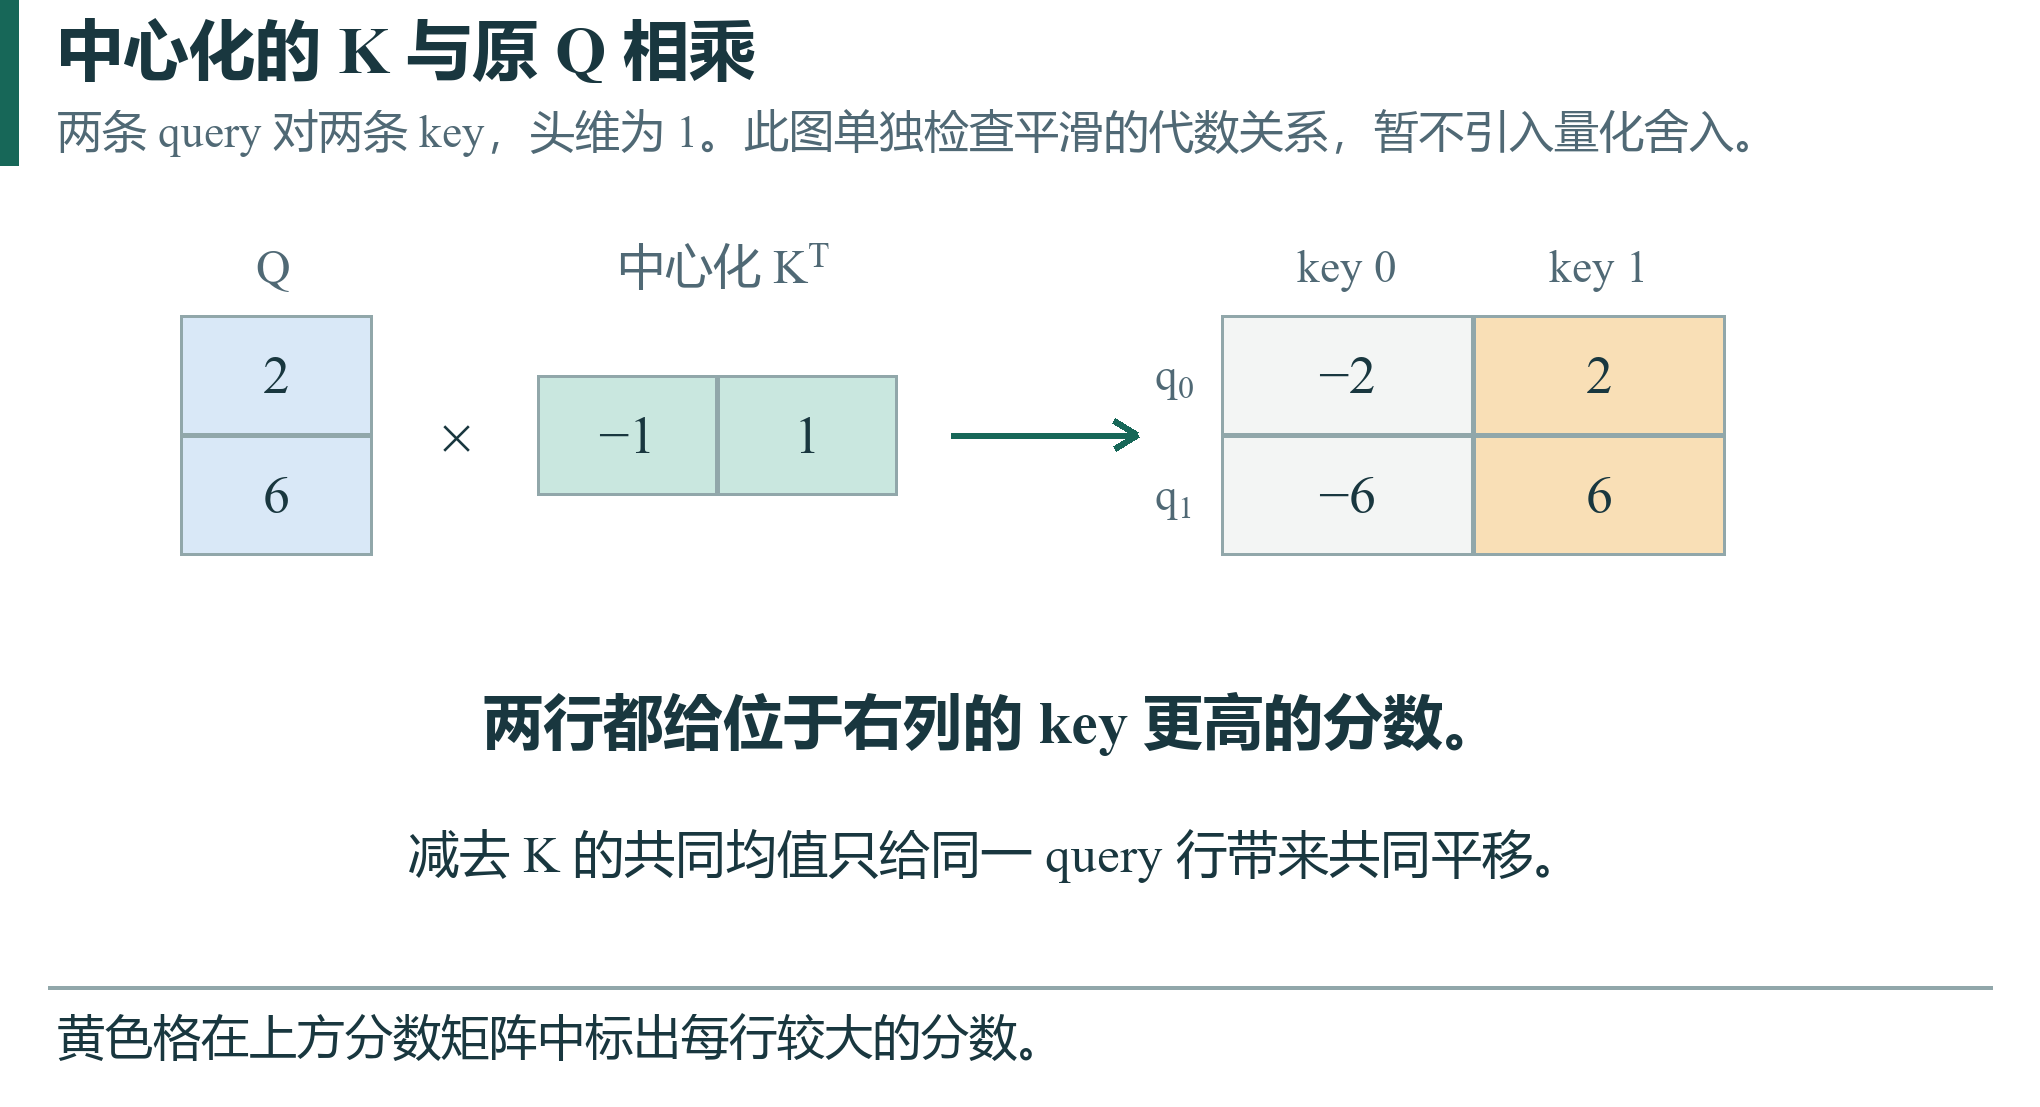 中心化的 K 与原 Q 相乘
两条 query 对两条 key，头维为 1。此图单独检查平滑的代数关系，暂不引入量化舍入。
Q 中心化 Kᵀ key 0 key 1
2 × −1 1 q₀ −2 2
6 q₁ −6 6
两行都给位于右列的 key 更高的分数。
减去 K 的共同均值只给同一 query 行带来共同平移。
黄色格在上方分数矩阵中标出每行较大的分数。